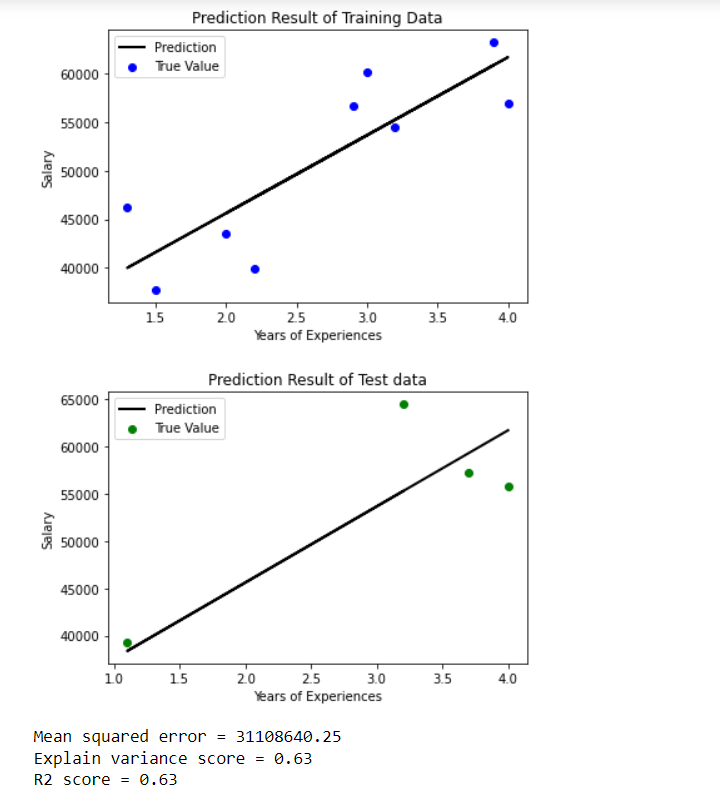 Prediction Result of Training Data
Prediction
True Value
60000
55000
50000
45000
40000
Salary
1.5 2.0 2.5 3.0 3.5 4.0
Years of Experiences
Prediction Result of Test data
Prediction
True Value
65000
60000
55000
50000
45000
40000
Salary
1.0 1.5 2.0 2.5 3.0 3.5 4.0
Years of Experiences
Mean squared error = 31108640.25
Explain variance score = 0.63
R2 score = 0.63